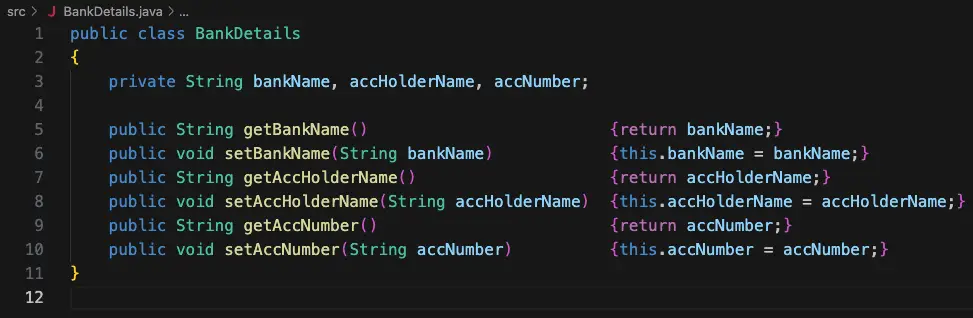 src > J BankDetails.java > ...
1 public class BankDetails
2 {
3     private String bankName, accHolderName, accNumber;
4
5     public String getBankName()                         {return bankName;}
6     public void setBankName(String bankName)            {this.bankName = bankName;}
7     public String getAccHolderName()                    {return accHolderName;}
8     public void setAccHolderName(String accHolderName)  {this.accHolderName = accHolderName;}
9     public String getAccNumber()                        {return accNumber;}
10    public void setAccNumber(String accNumber)          {this.accNumber = accNumber;}
11 }
12